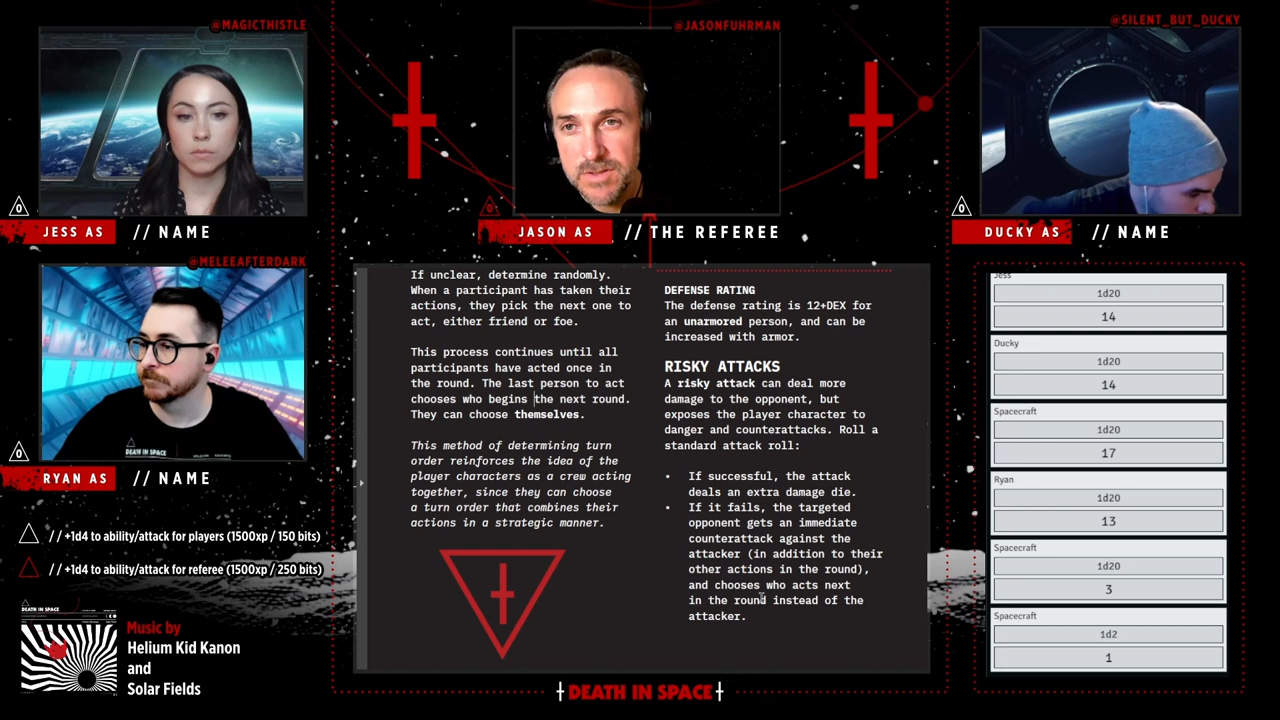 @MAGICTHISTLE
@JASONFUHRMAN
@SILENT_BUT_DUCKY
0
JESS AS // NAME
0
JASON AS // THE REFEREE
0
DUCKY AS // NAME
@MELEEAFTERDARK
DEATH IN SPACE
0
RYAN AS // NAME
// +1d4 to ability/attack for players (1500xp / 150 bits)
// +1d4 to ability/attack for referee (1500xp / 250 bits)
DEATH IN SPACE
Music by
Helium Kid Kanon
and
Solar Fields
If unclear, determine randomly.
When a participant has taken their
actions, they pick the next one to
act, either friend or foe.
This process continues until all
participants have acted once in
the round. The last person to act
chooses who begins the next round.
They can choose themselves.
This method of determining turn
order reinforces the idea of the
player characters as a crew acting
together, since they can choose
a turn order that combines their
actions in a strategic manner.
DEFENSE RATING
The defense rating is 12+DEX for
an unarmored person, and can be
increased with armor.
RISKY ATTACKS
A risky attack can deal more
damage to the opponent, but
exposes the player character to
danger and counterattacks. Roll a
standard attack roll:
• If successful, the attack
deals an extra damage die.
• If it fails, the targeted
opponent gets an immediate
counterattack against the
attacker (in addition to their
other actions in the round),
and chooses who acts next
in the round instead of the
attacker.
Jess
1d20
14
Ducky
1d20
14
Spacecraft
1d20
17
Ryan
1d20
13
Spacecraft
1d20
3
Spacecraft
1d2
1
DEATH IN SPACE